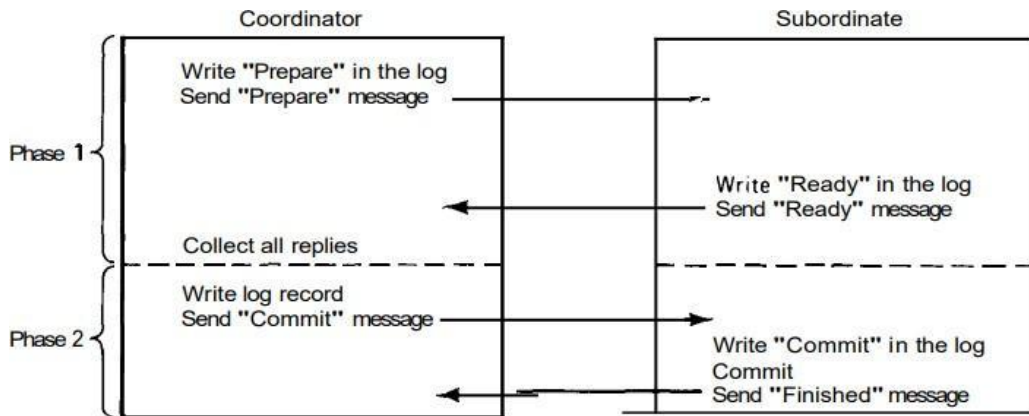 Coordinator
Subordinate
Write "Prepare" in the log
Send "Prepare" message
Phase 1
Write "Ready" in the log
Send "Ready" message
Collect all replies
Write log record
Send "Commit" message
Phase 2
Write "Commit" in the log
Commit
Send "Finished" message